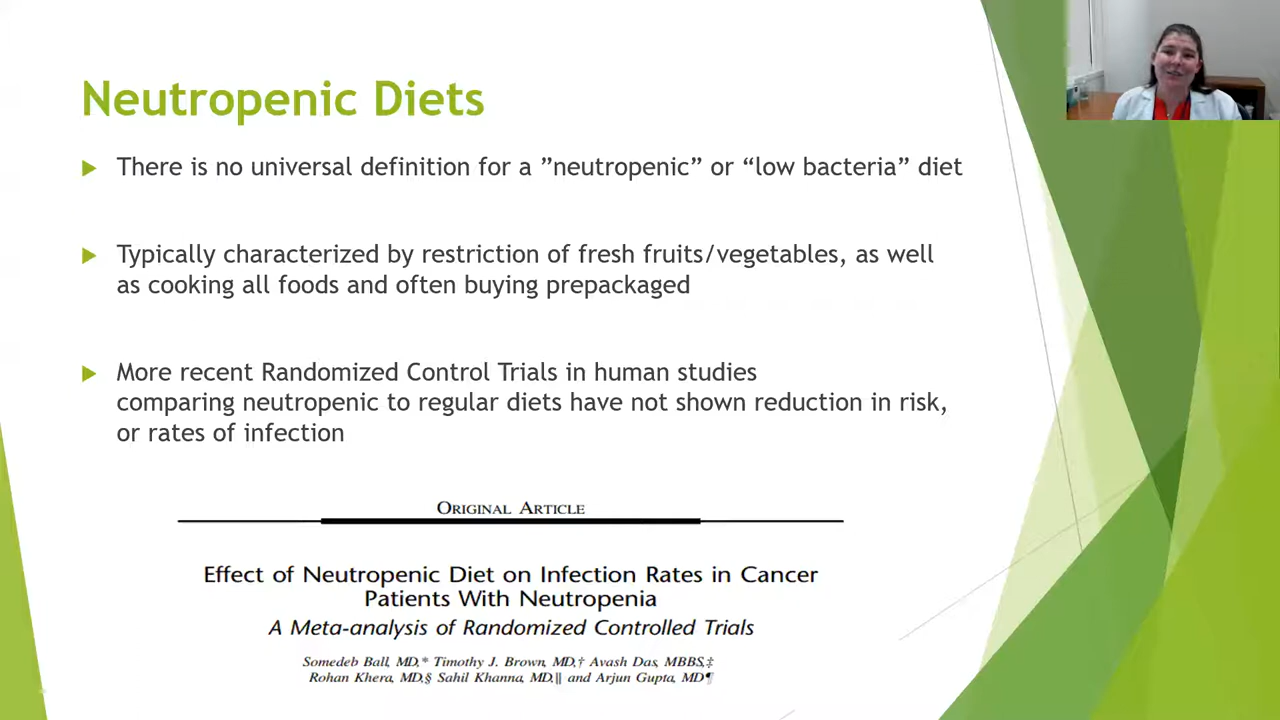 Neutropenic Diets
There is no universal definition for a ”neutropenic” or “low bacteria” diet
Typically characterized by restriction of fresh fruits/vegetables, as well
as cooking all foods and often buying prepackaged
More recent Randomized Control Trials in human studies
comparing neutropenic to regular diets have not shown reduction in risk,
or rates of infection
ORIGINAL ARTICLE
Effect of Neutropenic Diet on Infection Rates in Cancer
Patients With Neutropenia
A Meta-analysis of Randomized Controlled Trials
Somedeb Ball, MD,* Timothy J. Brown, MD,† Avash Das, MBBS,‡
Rohan Khera, MD,§ Sahil Khanna, MD,|| and Arjun Gupta, MD¶